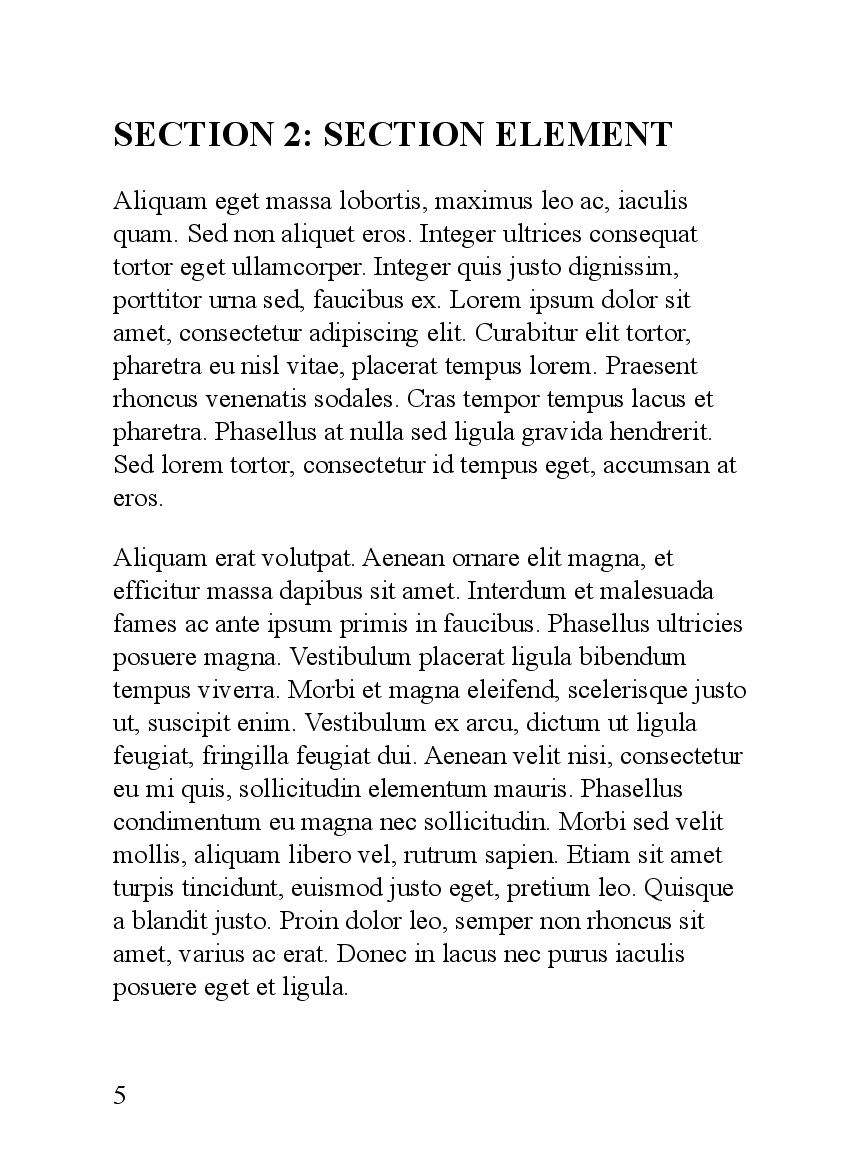 SECTION 2: SECTION ELEMENT
Aliquam eget massa lobortis, maximus leo ac, iaculis
quam. Sed non aliquet eros. Integer ultrices consequat
tortor eget ullamcorper. Integer quis justo dignissim,
porttitor urna sed, faucibus ex. Lorem ipsum dolor sit
amet, consectetur adipiscing elit. Curabitur elit tortor,
pharetra eu nisl vitae, placerat tempus lorem. Praesent
rhoncus venenatis sodales. Cras tempor tempus lacus et
pharetra. Phasellus at nulla sed ligula gravida hendrerit.
Sed lorem tortor, consectetur id tempus eget, accumsan at
eros.
Aliquam erat volutpat. Aenean ornare elit magna, et
efficitur massa dapibus sit amet. Interdum et malesuada
fames ac ante ipsum primis in faucibus. Phasellus ultricies
posuere magna. Vestibulum placerat ligula bibendum
tempus viverra. Morbi et magna eleifend, scelerisque justo
ut, suscipit enim. Vestibulum ex arcu, dictum ut ligula
feugiat, fringilla feugiat dui. Aenean velit nisi, consectetur
eu mi quis, sollicitudin elementum mauris. Phasellus
condimentum eu magna nec sollicitudin. Morbi sed velit
mollis, aliquam libero vel, rutrum sapien. Etiam sit amet
turpis tincidunt, euismod justo eget, pretium leo. Quisque
a blandit justo. Proin dolor leo, semper non rhoncus sit
amet, varius ac erat. Donec in lacus nec purus iaculis
posuere eget et ligula.
5